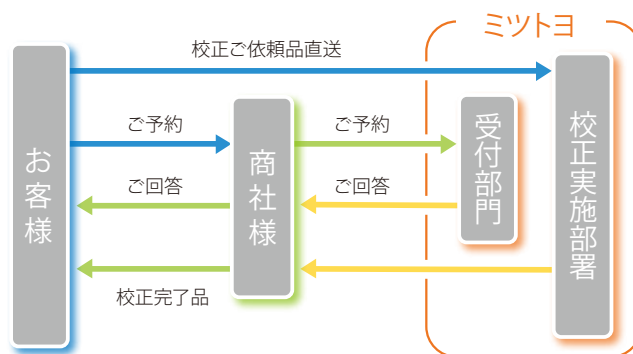 ミツトヨ
校正ご依頼品直送
お客様
ご予約
商社様
ご予約
受付部門
校正実施部署
ご回答
ご回答
校正完了品